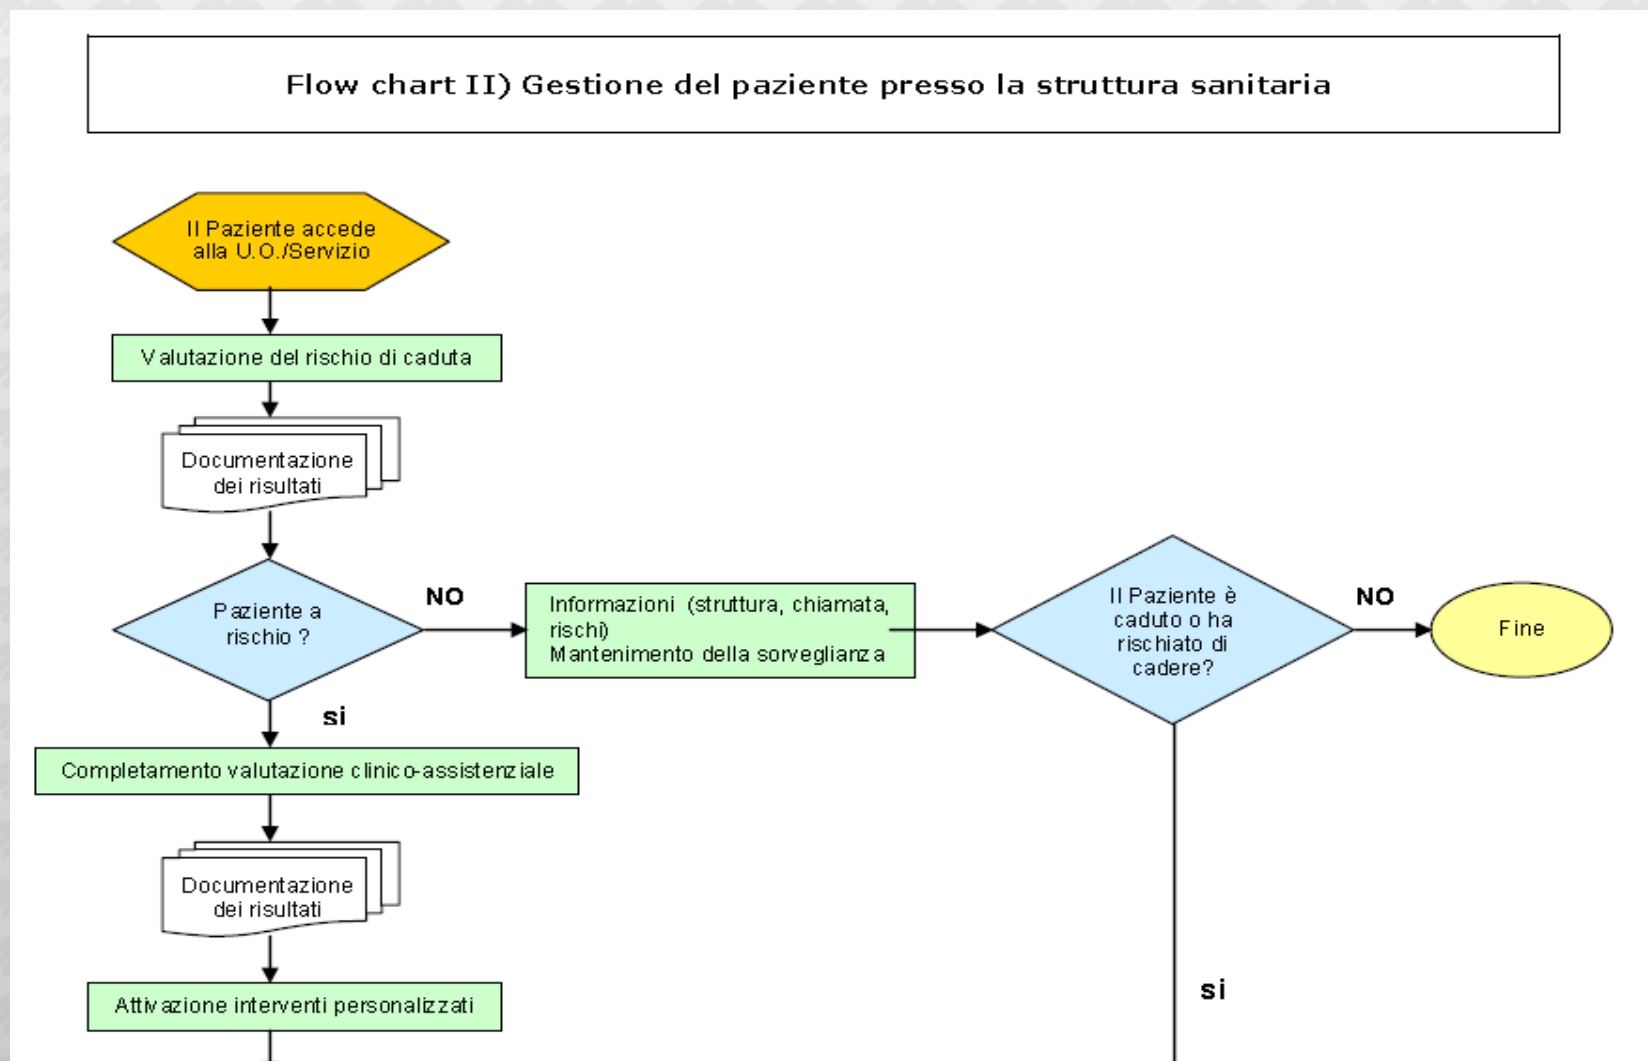 Flow chart II) Gestione del paziente presso la struttura sanitaria
Il Paziente accede
alla U.O./Servizio
Valutazione del rischio di caduta
Documentazione
dei risultati
Paziente a
rischio ?
NO
Informazioni (struttura, chiamata,
rischi)
Mantenimento della sorveglianza
Il Paziente è
caduto o ha
rischiato di
cadere?
NO
Fine
si
Completamento valutazione clinico-assistenziale
Documentazione
dei risultati
Attivazione interventi personalizzati
si